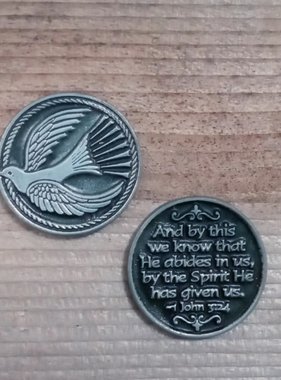 And by this
we know that
He abides in us,
by the Spirit He
has given us.
~1 John 3:24